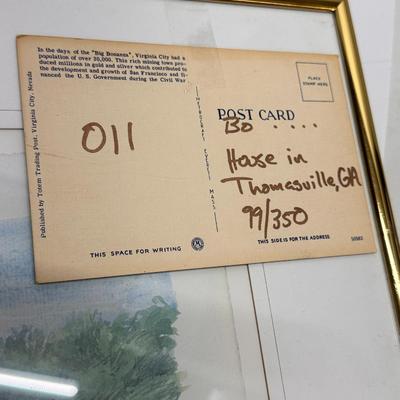 In the days of the "Big Bonanza", Virginia City had a
population of over 30,000. This rich mining town pro-
duced millions in gold and silver which contributed to
the development and growth of San Francisco and fi-
nanced the U. S. Government during the Civil War
Published by Totem Trading Post, Virginia City, Nevada
011
THIS SPACE FOR WRITING
PLACE
STAMP HERE
POST CARD
Bo ....
House in
Thomasville, GA
99/350
THIS SIDE IS FOR THE ADDRESS